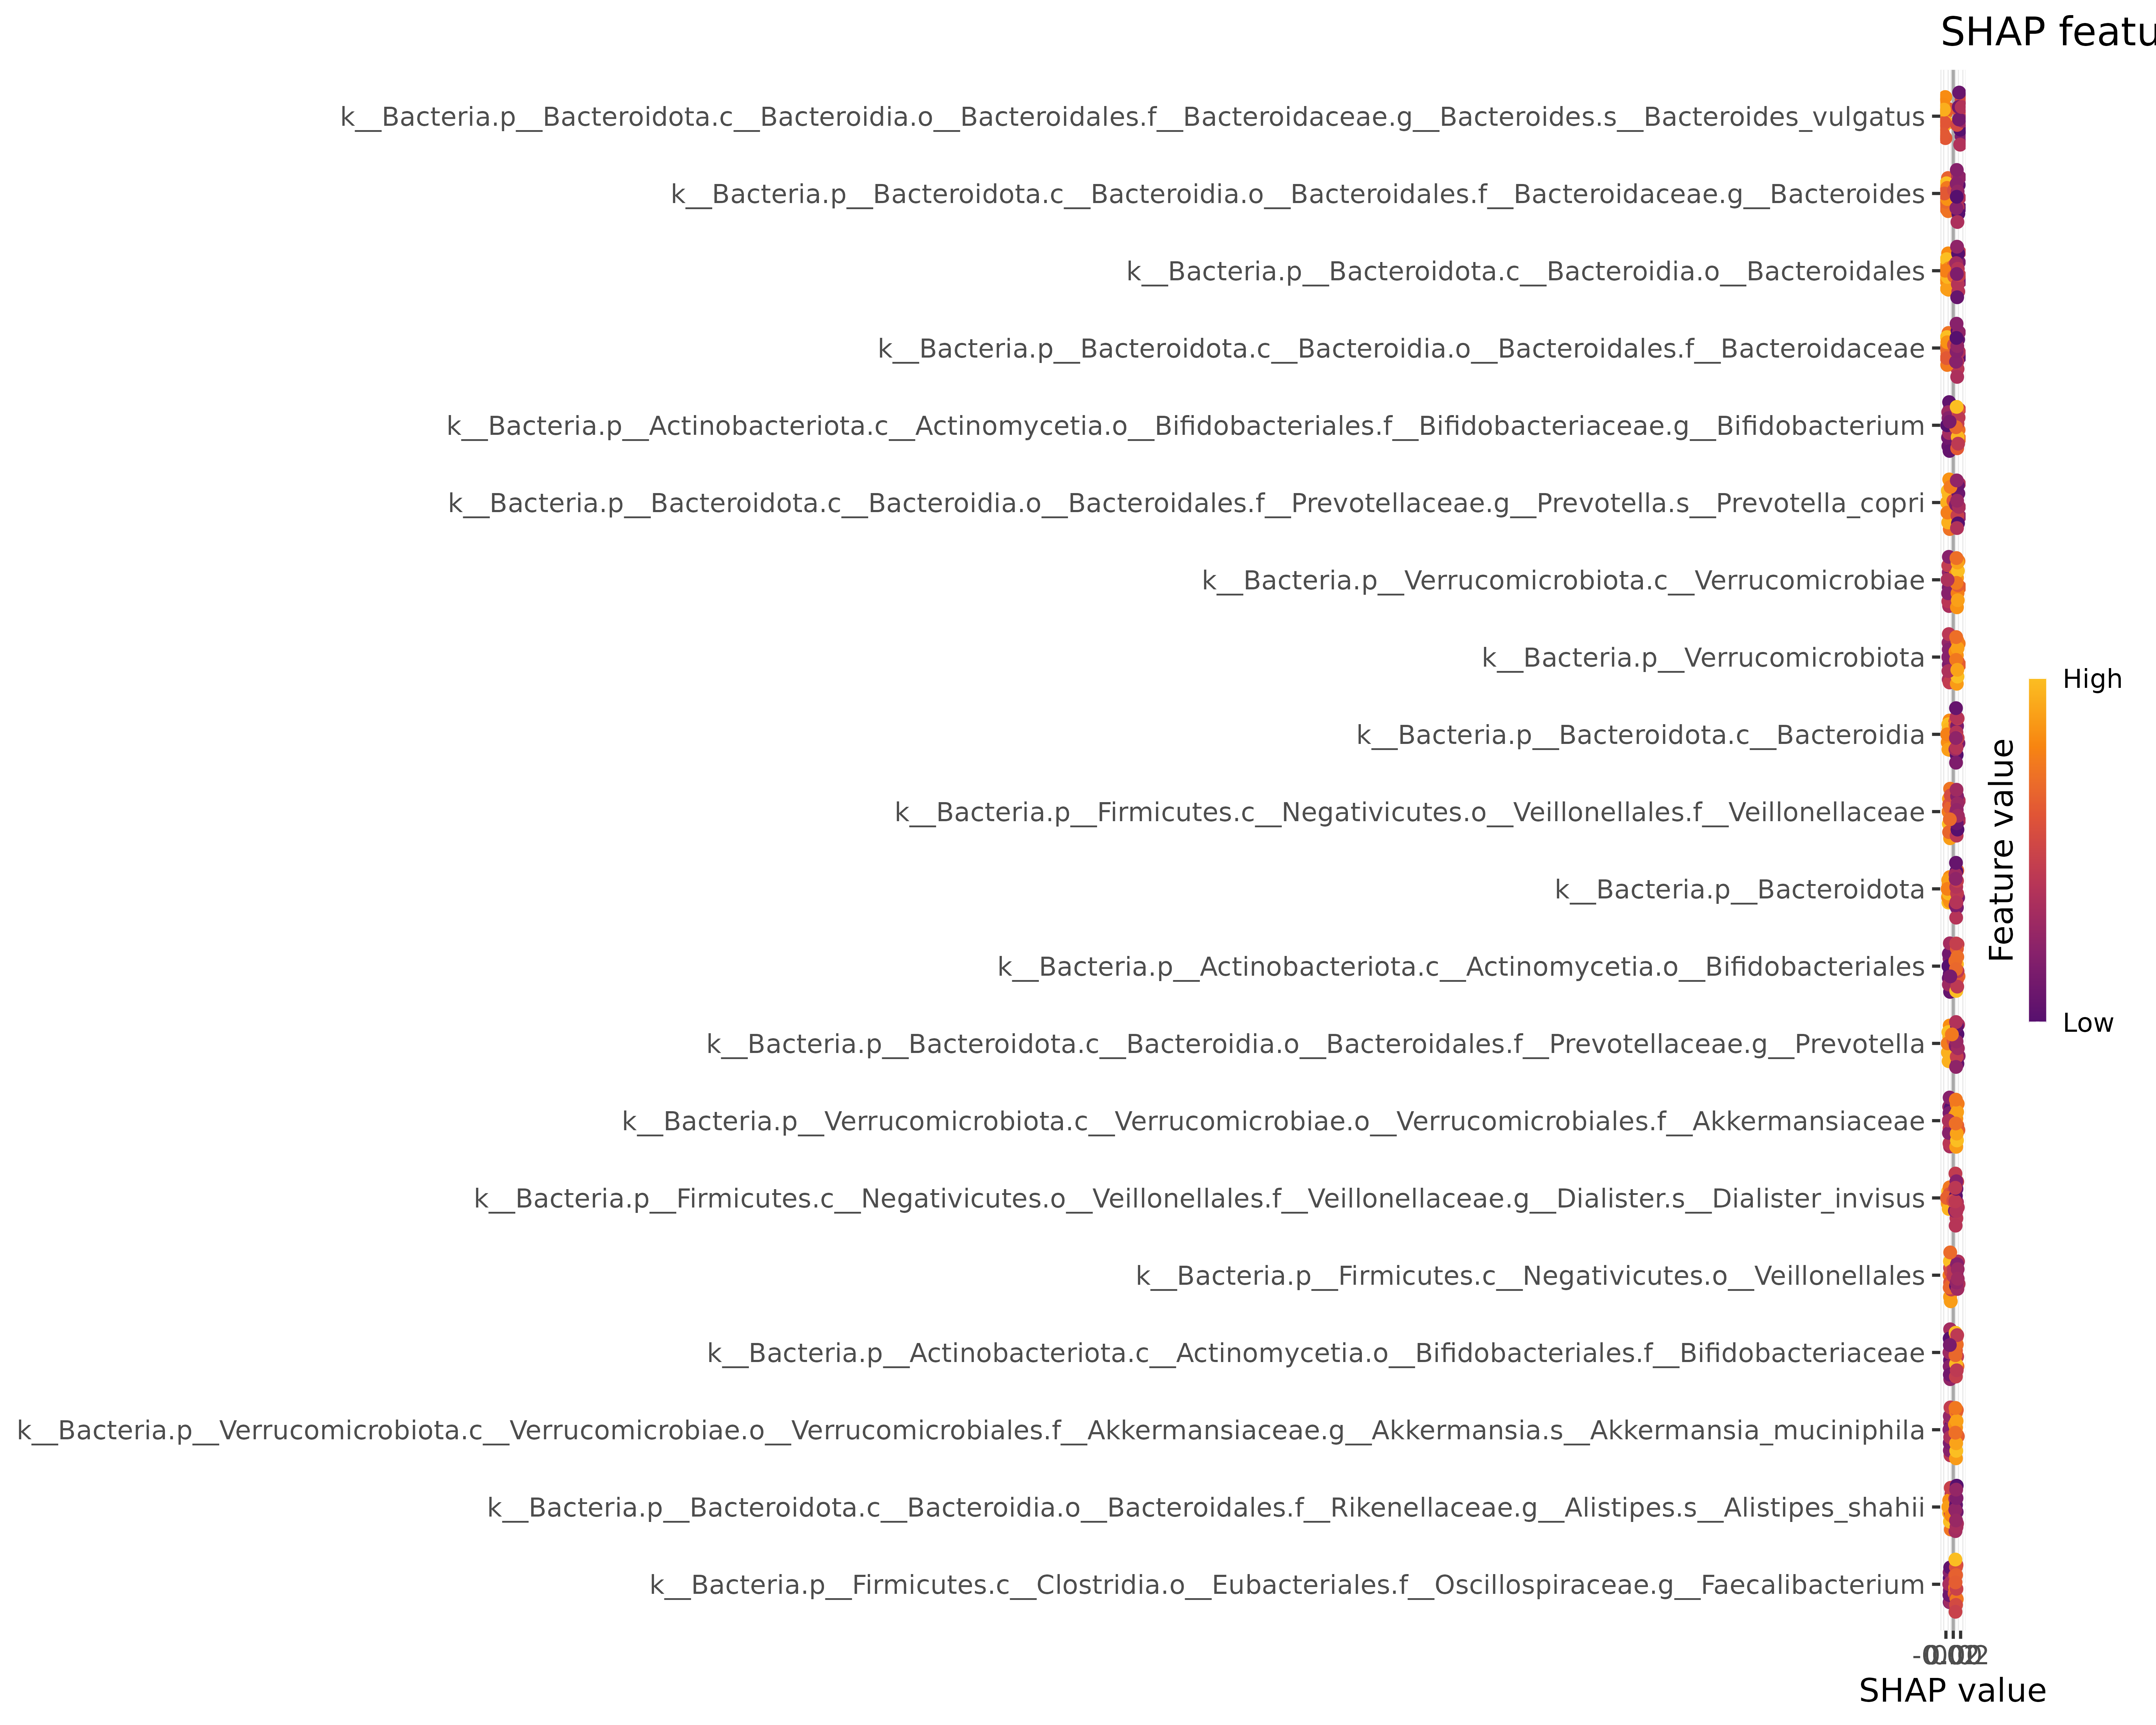 SHAP featu
k__Bacteria.p__Bacteroidota.c__Bacteroidia.o__Bacteroidales.f__Bacteroidaceae.g__Bacteroides.s__Bacteroides_vulgatus
k__Bacteria.p__Bacteroidota.c__Bacteroidia.o__Bacteroidales.f__Bacteroidaceae.g__Bacteroides
k__Bacteria.p__Bacteroidota.c__Bacteroidia.o__Bacteroidales
k__Bacteria.p__Bacteroidota.c__Bacteroidia.o__Bacteroidales.f__Bacteroidaceae
k__Bacteria.p__Actinobacteriota.c__Actinomycetia.o__Bifidobacteriales.f__Bifidobacteriaceae.g__Bifidobacterium
k__Bacteria.p__Bacteroidota.c__Bacteroidia.o__Bacteroidales.f__Prevotellaceae.g__Prevotella.s__Prevotella_copri
k__Bacteria.p__Verrucomicrobiota.c__Verrucomicrobiae
k__Bacteria.p__Verrucomicrobiota
k__Bacteria.p__Bacteroidota.c__Bacteroidia
k__Bacteria.p__Firmicutes.c__Negativicutes.o__Veillonellales.f__Veillonellaceae
k__Bacteria.p__Bacteroidota
k__Bacteria.p__Actinobacteriota.c__Actinomycetia.o__Bifidobacteriales
k__Bacteria.p__Bacteroidota.c__Bacteroidia.o__Bacteroidales.f__Prevotellaceae.g__Prevotella
k__Bacteria.p__Verrucomicrobiota.c__Verrucomicrobiae.o__Verrucomicrobiales.f__Akkermansiaceae
k__Bacteria.p__Firmicutes.c__Negativicutes.o__Veillonellales.f__Veillonellaceae.g__Dialister.s__Dialister_invisus
k__Bacteria.p__Firmicutes.c__Negativicutes.o__Veillonellales
k__Bacteria.p__Actinobacteriota.c__Actinomycetia.o__Bifidobacteriales.f__Bifidobacteriaceae
k__Bacteria.p__Verrucomicrobiota.c__Verrucomicrobiae.o__Verrucomicrobiales.f__Akkermansiaceae.g__Akkermansia.s__Akkermansia_muciniphila
k__Bacteria.p__Bacteroidota.c__Bacteroidia.o__Bacteroidales.f__Rikenellaceae.g__Alistipes.s__Alistipes_shahii
k__Bacteria.p__Firmicutes.c__Clostridia.o__Eubacteriales.f__Oscillospiraceae.g__Faecalibacterium
SHAP value
High
Feature value
Low